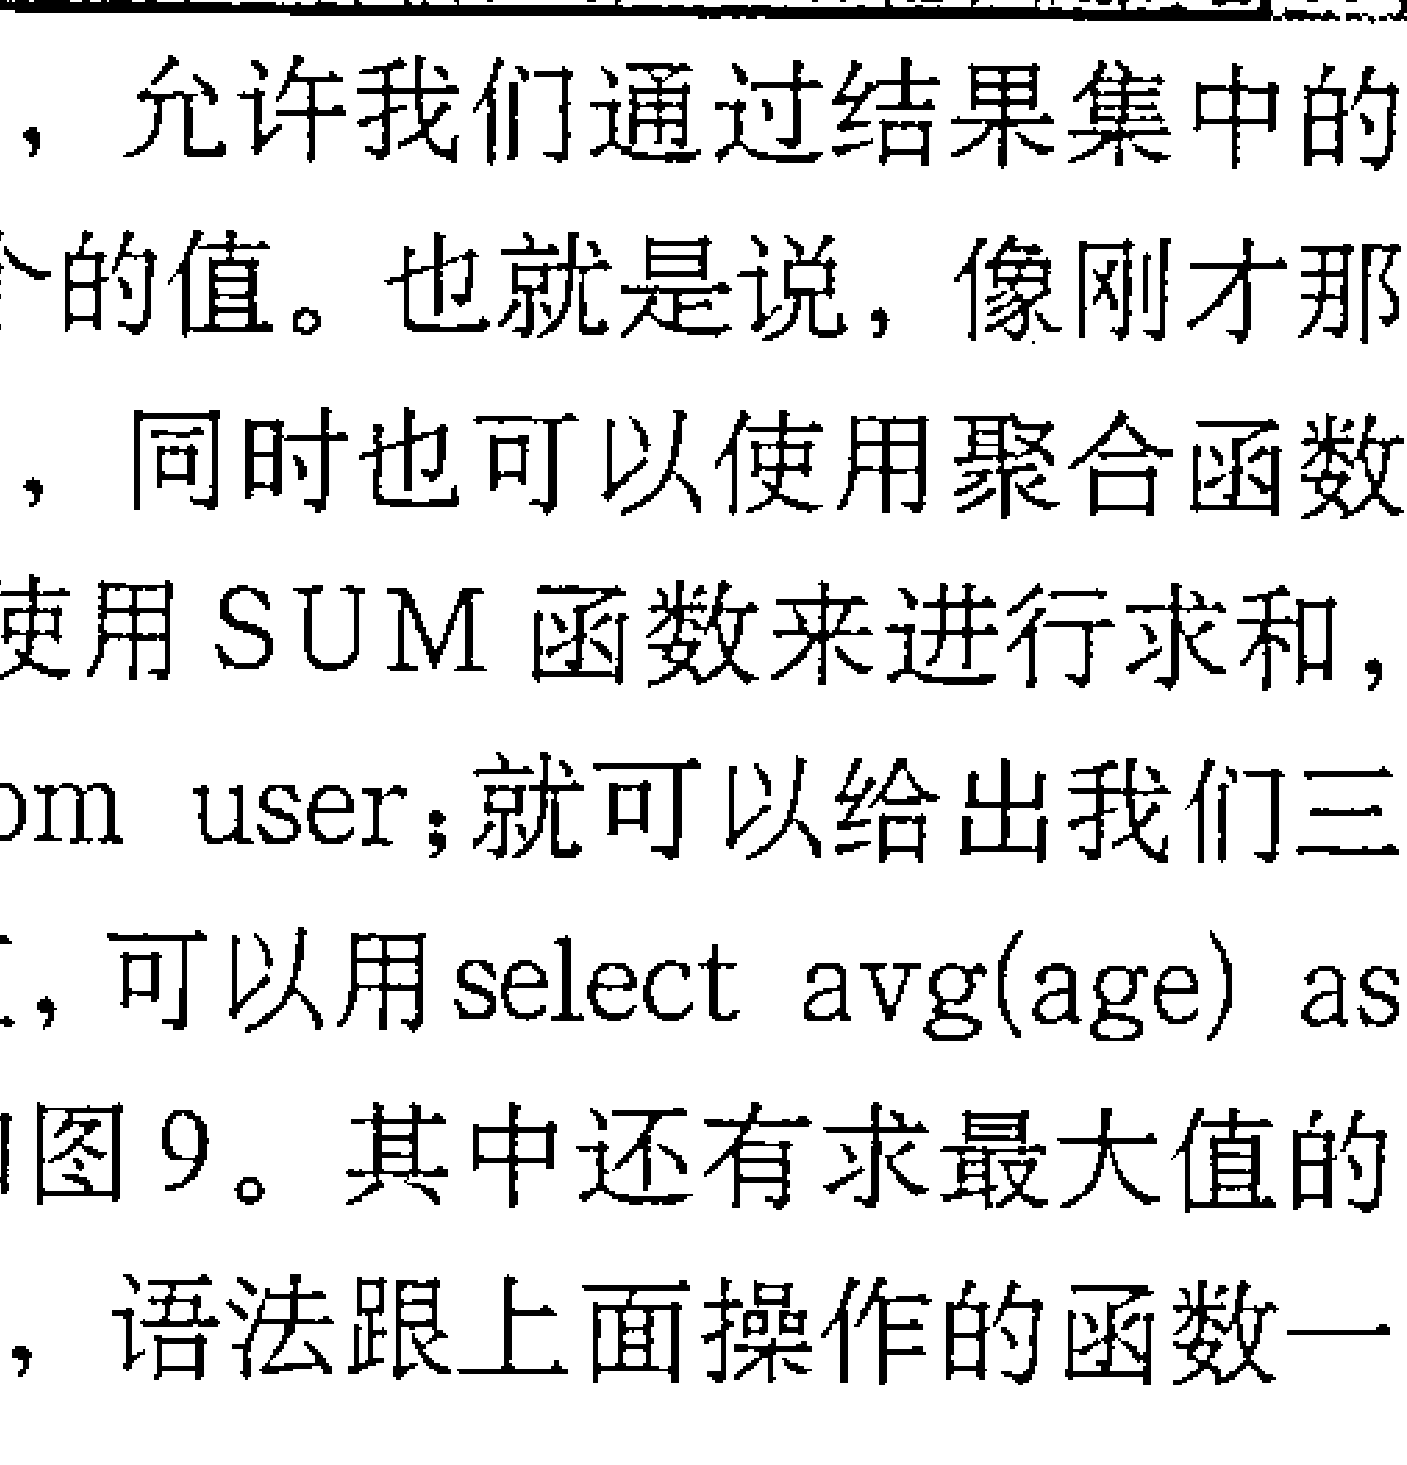 ，允许我们通过结果集中的
的值。也就是说，像刚才那
，同时也可以使用聚合函数
使用 SUM 函数来进行求和，
om user；就可以给出我们三
，可以用select avg(age) as
图 9。其中还有求最大值的
，语法跟上面操作的函数一